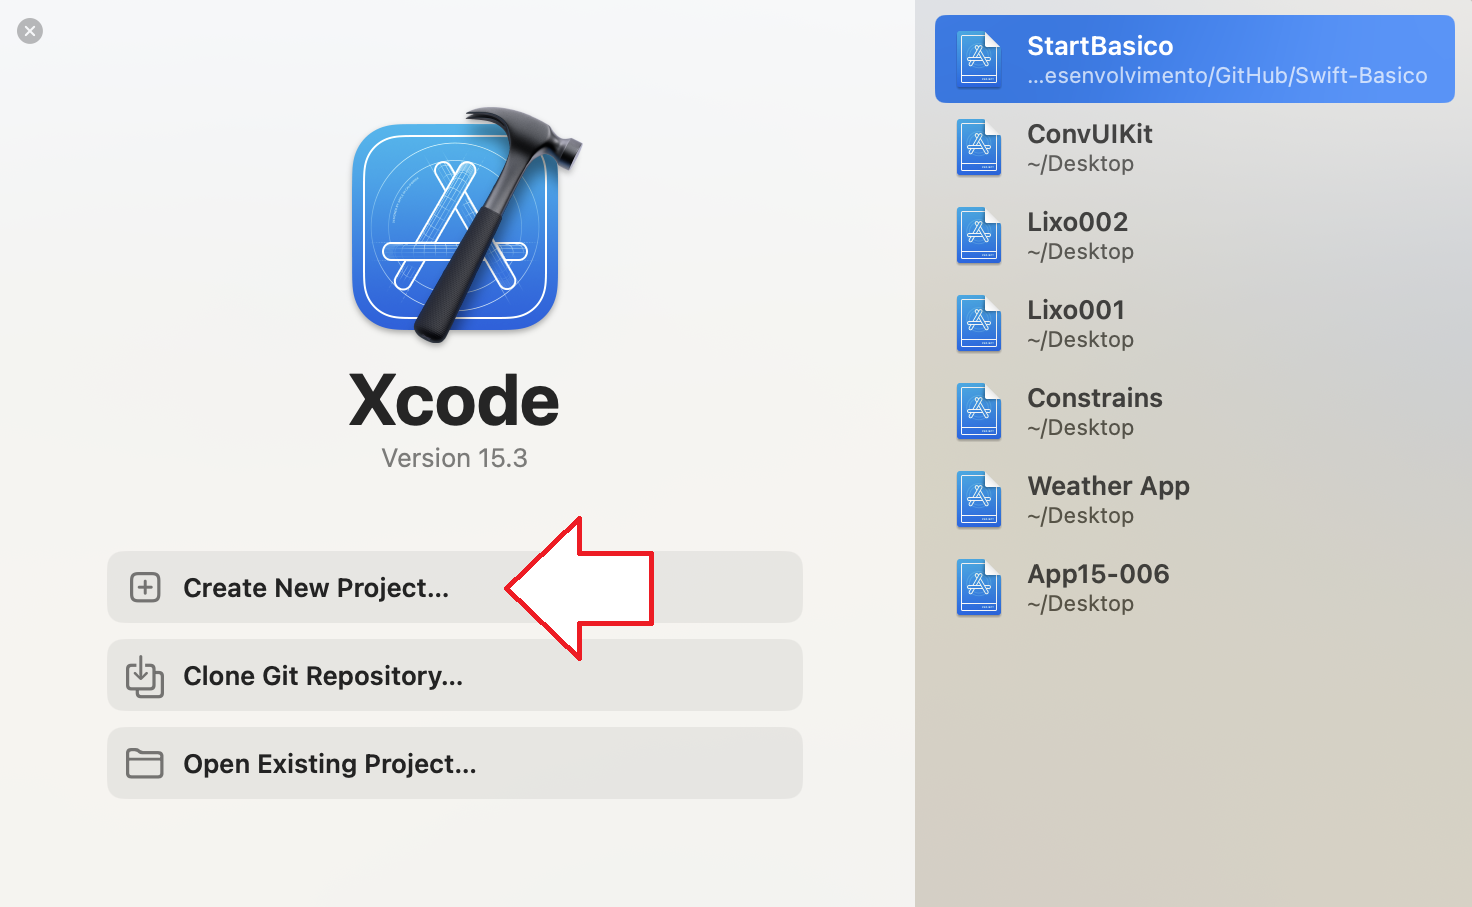 Xcode
Version 15.3
Create New Project...
Clone Git Repository...
Open Existing Project...
StartBasico
...esenvolvimento/GitHub/Swift-Basico
ConvUIKit
~/Desktop
Lixo002
~/Desktop
Lixo001
~/Desktop
Constrains
~/Desktop
Weather App
~/Desktop
App15-006
~/Desktop